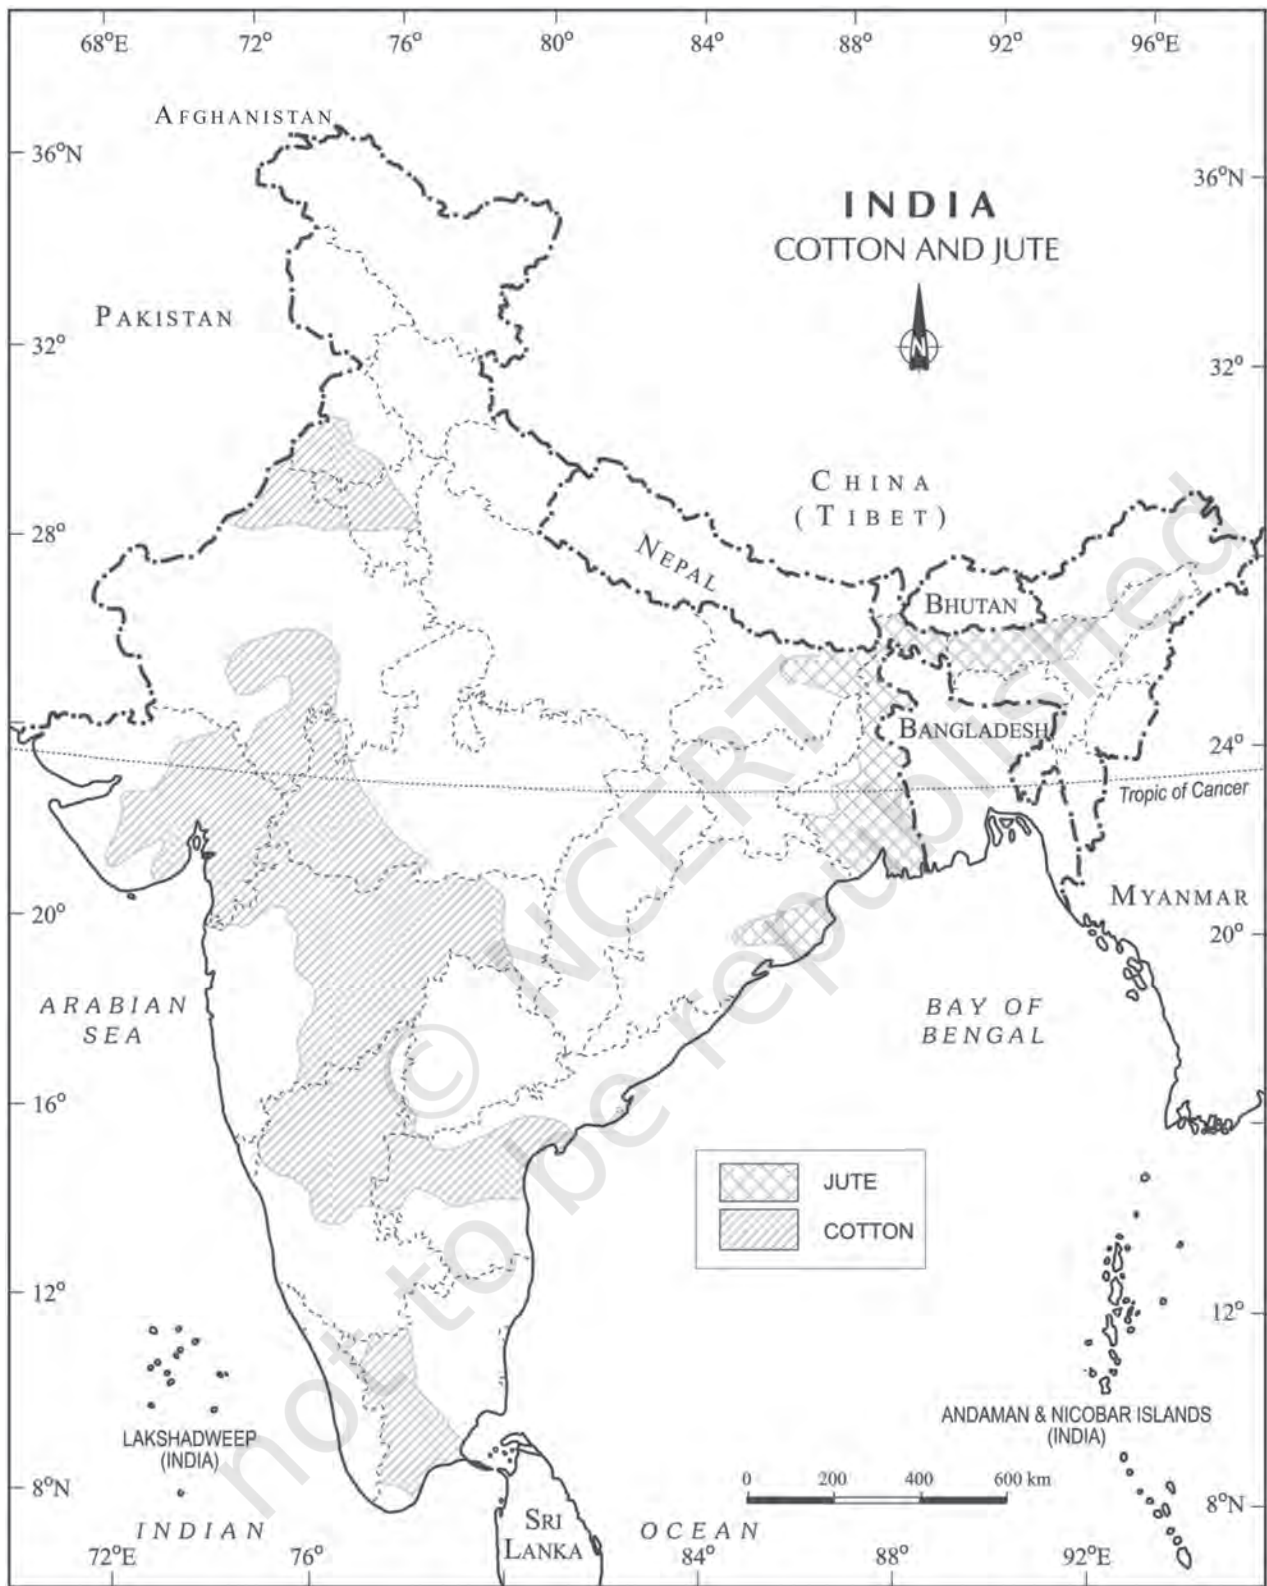 68°E 72° 76° 80° 84° 88° 92° 96°E
AFGHANISTAN
36°N
36°N
INDIA
COTTON AND JUTE
PAKISTAN
N
32°
32°
CHINA
(TIBET)
28°
NEPAL
BHUTAN
BANGLADESH
24°
Tropic of Cancer
MYANMAR
20°
20°
ARABIAN
SEA
BAY OF
BENGAL
© NCERT
not to be republished
16°
JUTE
COTTON
12°
12°
LAKSHADWEEP
(INDIA)
ANDAMAN & NICOBAR ISLANDS
(INDIA)
0 200 400 600 km
8°N
8°N
INDIAN
OCEAN
SRI
LANKA
72°E 76° 84° 88° 92°E